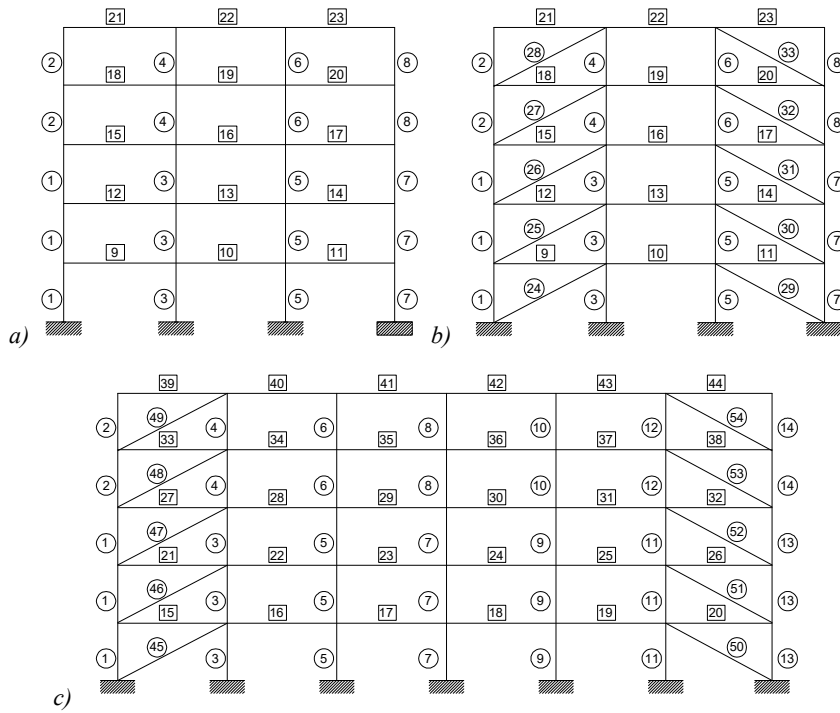 21 22 23
2 4 6 8
18 19 20
2 4 6 8
15 16 17
1 3 5 7
12 13 14
1 3 5 7
9 10 11
1 3 5 7
a)
21 22 23
28 33
2 4 6 8
18 19 20
27 32
2 4 6 8
15 16 17
26 31
1 3 5 7
12 13 14
25 30
1 3 5 7
9 10 11
24 29
1 3 5 7
b)
39 40 41 42 43 44
49 54
2 4 6 8 10 12 14
33 34 35 36 37 38
48 53
2 4 6 8 10 12 14
27 28 29 30 31 32
47 52
1 3 5 7 9 11 13
21 22 23 24 25 26
46 51
1 3 5 7 9 11 13
15 16 17 18 19 20
45 50
1 3 5 7 9 11 13
c)